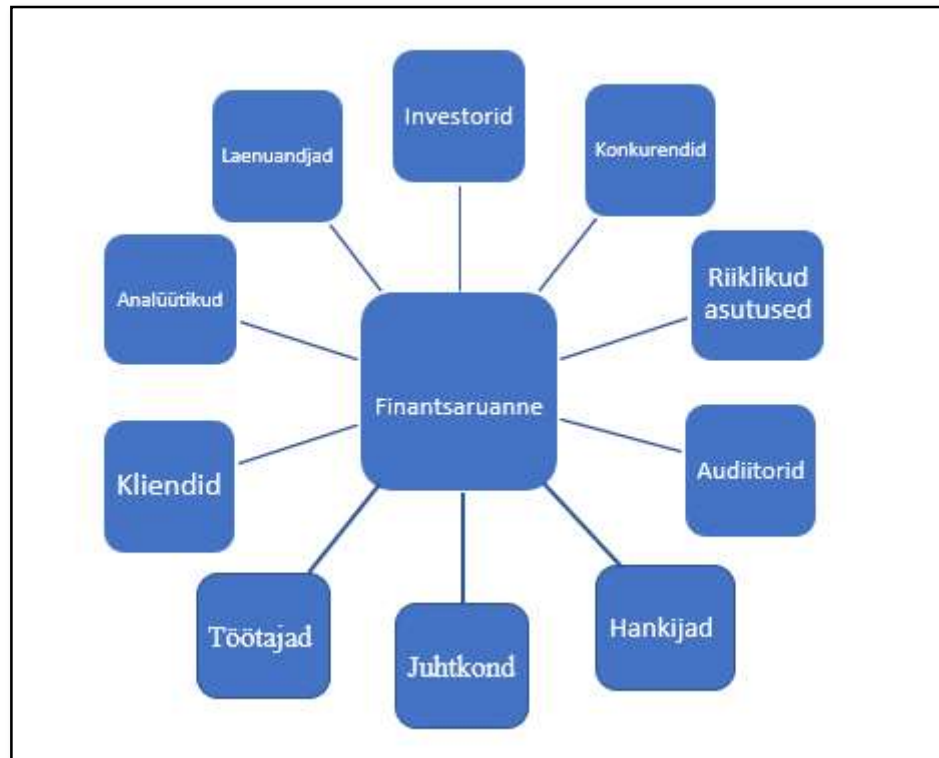 Investorid
Konkurendid
Laenuandjad
Riiklikud
asutused
Analüütikud
Finantsaruanne
Audiitorid
Kliendid
Hankijad
Töötajad
Juhtkond